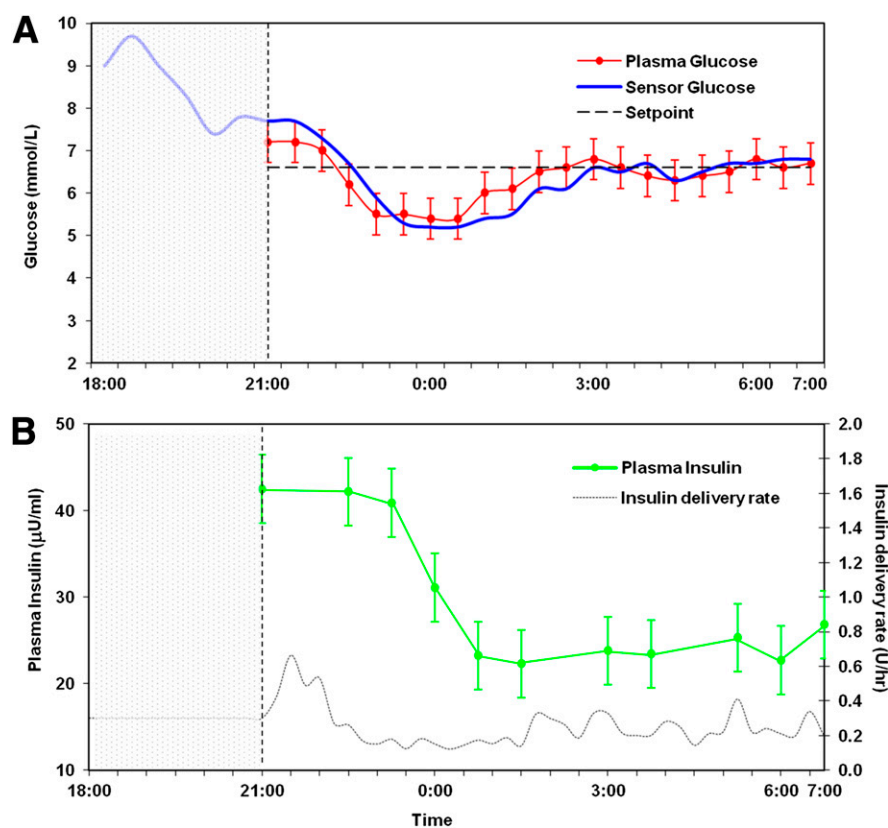 A
10
9
8
7
6
5
4
3
2
Glucose (mmol/L)
Plasma Glucose
Sensor Glucose
Setpoint
18:00 21:00 0:00 3:00 6:00 7:00
B
50
40
30
20
10
Plasma Insulin (µU/ml)
Plasma Insulin
Insulin delivery rate
2.0
1.8
1.6
1.4
1.2
1.0
0.8
0.6
0.4
0.2
0.0
Insulin delivery rate (U/hr)
18:00 21:00 0:00 3:00 6:00 7:00
Time